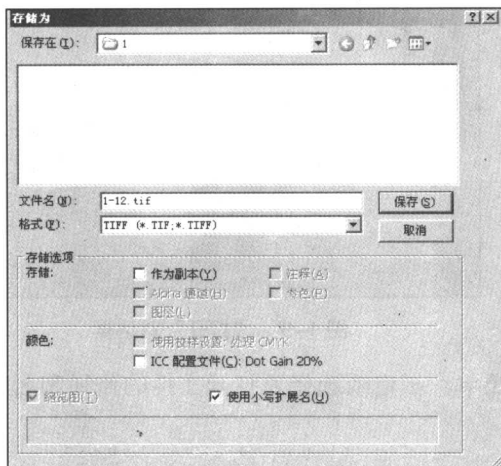 存储为
保存在(I): 1
文件名(N): 1-12.tif 保存(S)
格式(F): TIFF (*.TIF;*.TIFF) 取消
存储选项
存储: 作为副本(Y) 注释(A)
Alpha 通道(H) 专色(P)
图层(L)
颜色: 使用校样设置: 处理 CMYK
ICC 配置文件(C): Dot Gain 20%
缩览图(T) 使用小写扩展名(U)